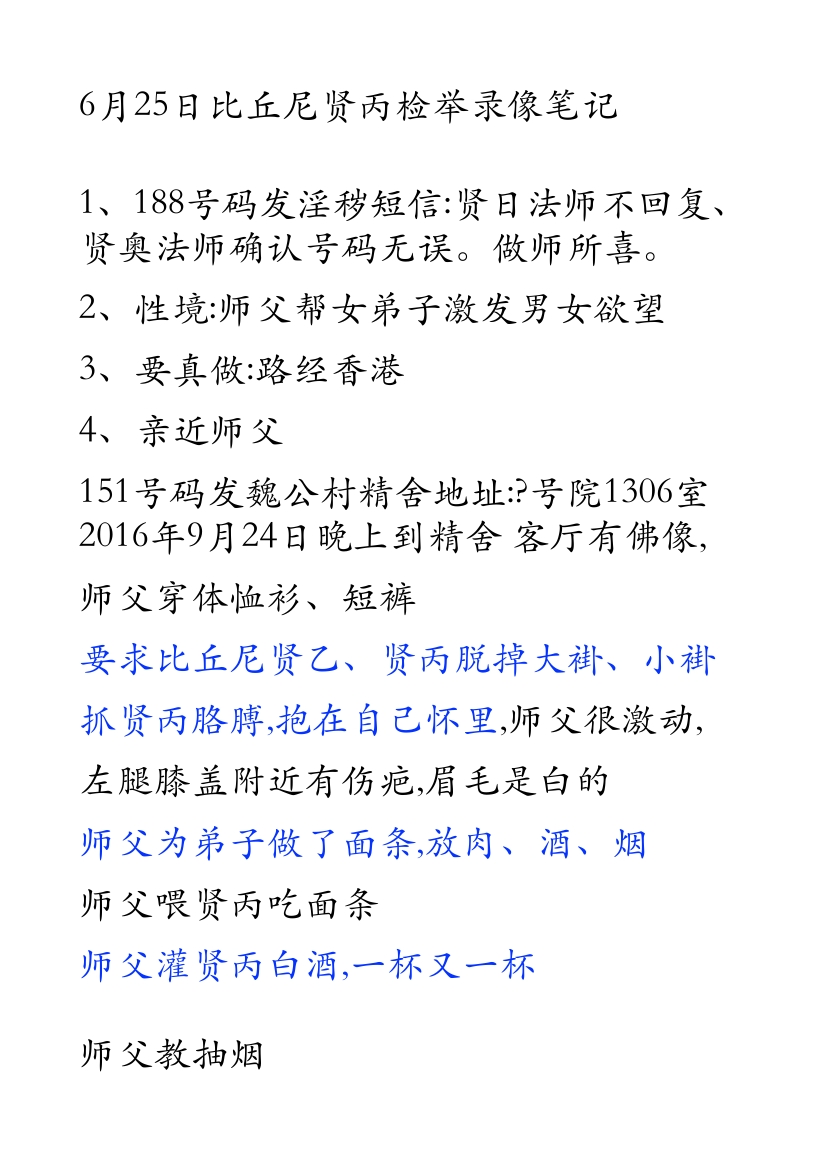 6月25日比丘尼贤丙检举录像笔记
1、188号码发淫秽短信:贤日法师不回复、
贤奥法师确认号码无误。做师所喜。
2、性境:师父帮女弟子激发男女欲望
3、要真做:路经香港
4、亲近师父
151号码发魏公村精舍地址:?号院1306室
2016年9月24日晚上到精舍 客厅有佛像,
师父穿体恤衫、短裤
要求比丘尼贤乙、贤丙脱掉大褂、小褂
抓贤丙胳膊,抱在自己怀里,师父很激动,
左腿膝盖附近有伤疤,眉毛是白的
师父为弟子做了面条,放肉、酒、烟
师父喂贤丙吃面条
师父灌贤丙白酒,一杯又一杯
师父教抽烟